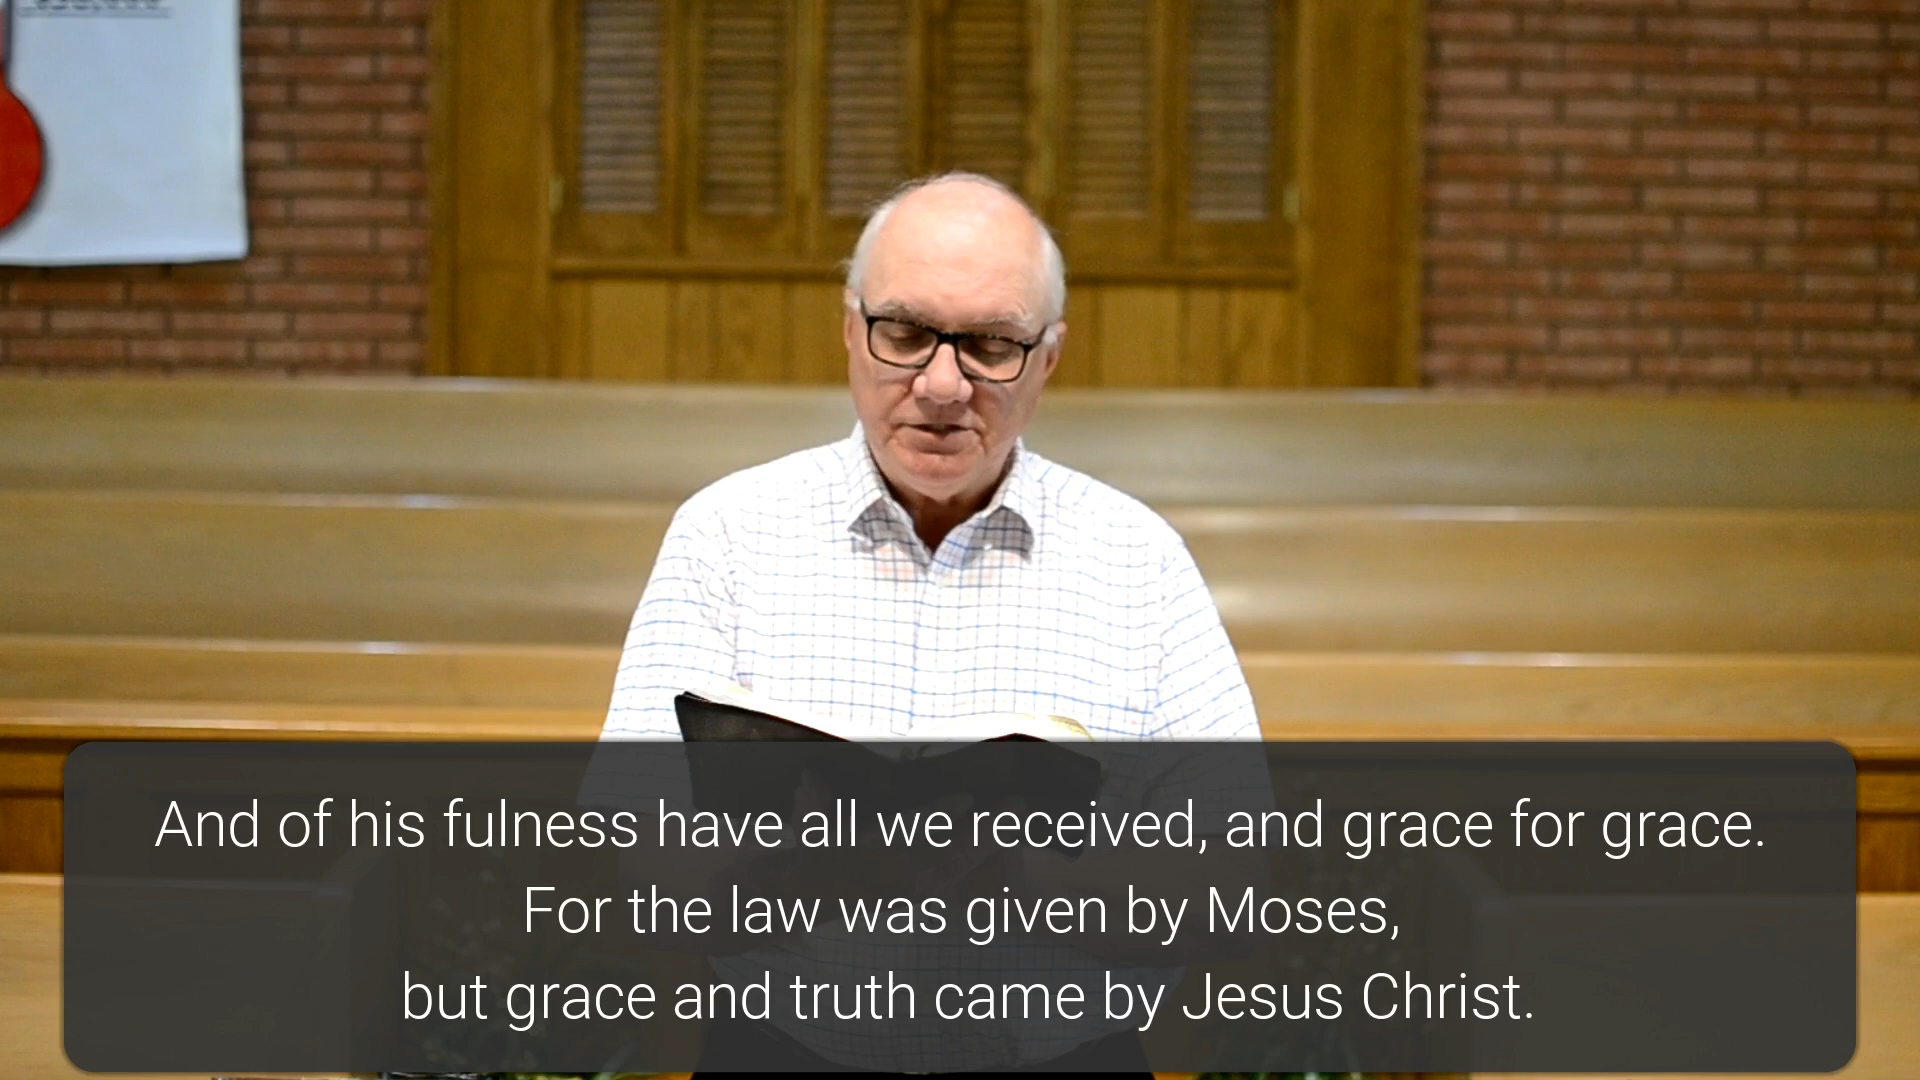 And of his fulness have all we received, and grace for grace.
For the law was given by Moses,
but grace and truth came by Jesus Christ.